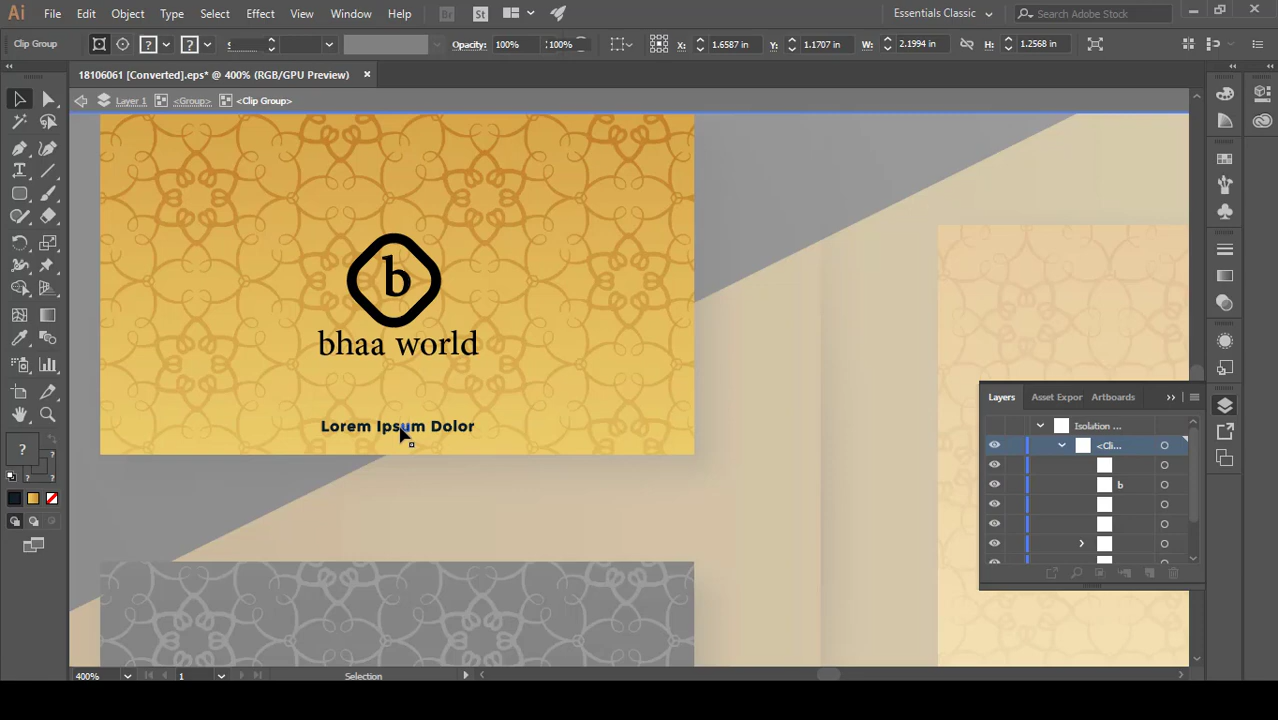 Ai File Edit Object Type Select Effect View Window Help Br St Essentials Classic Search Adobe Stock
Clip Group ? ? Opacity: 100% 100% X: 1.6587 in Y: 1.1707 in W: 2.1994 in H: 1.2568 in
18106061 [Converted].eps* @ 400% (RGB/GPU Preview)
Layer 1 <Group> <Clip Group>
b
bhaa world
Lorem Ipsum Dolor
Layers Asset Expor Artboards
Isolation ...
<Cli...
b
?
?
?
400% 1 Selection